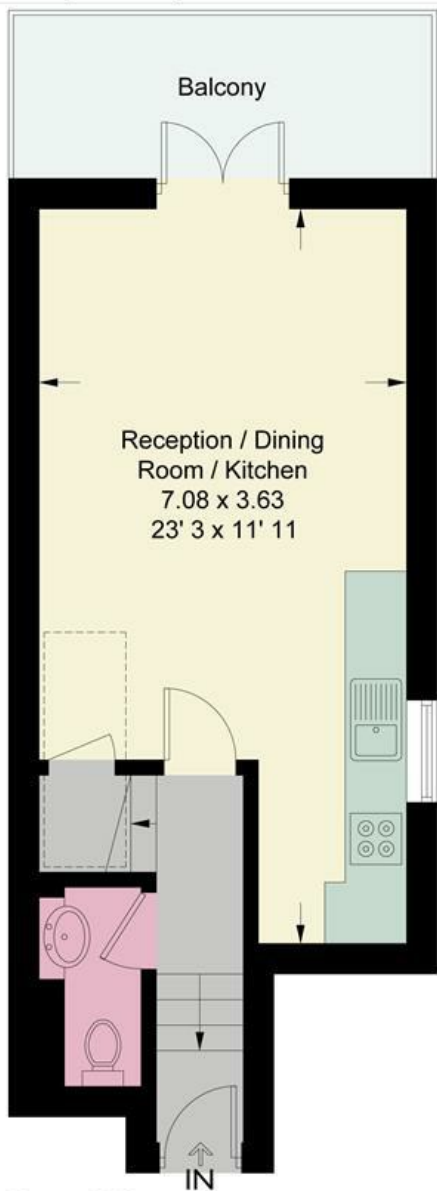 Balcony
Reception / Dining
Room / Kitchen
7.08 x 3.63
23' 3 x 11' 11
IN